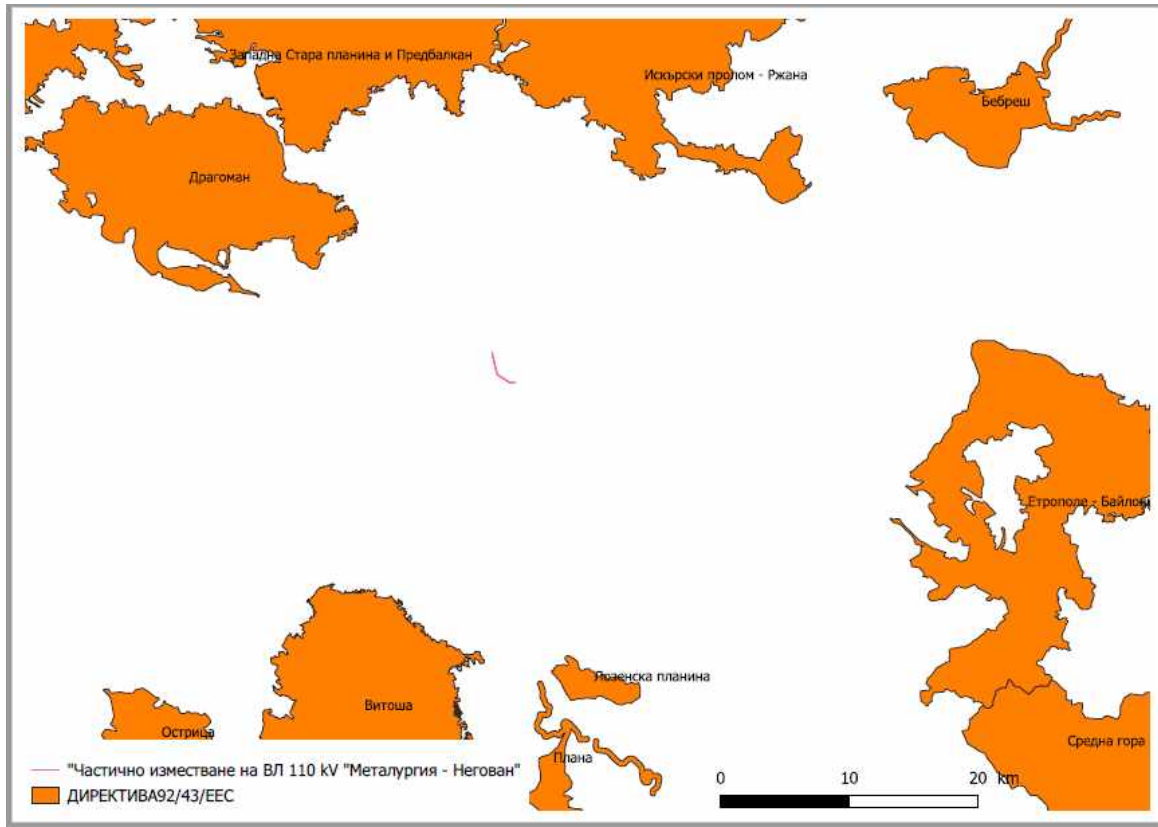 Западна Стара планина и Предбалкан
Искърски пролом - Ржана
Бебреш
Драгоман
Етрополе - Байлово
Лозенска планина
Витоша
Острица
Плана
Средна гора
"Частично изместване на ВЛ 110 kV "Металургия - Негован"
ДИРЕКТИВА92/43/ЕЕС
0 10 20 km